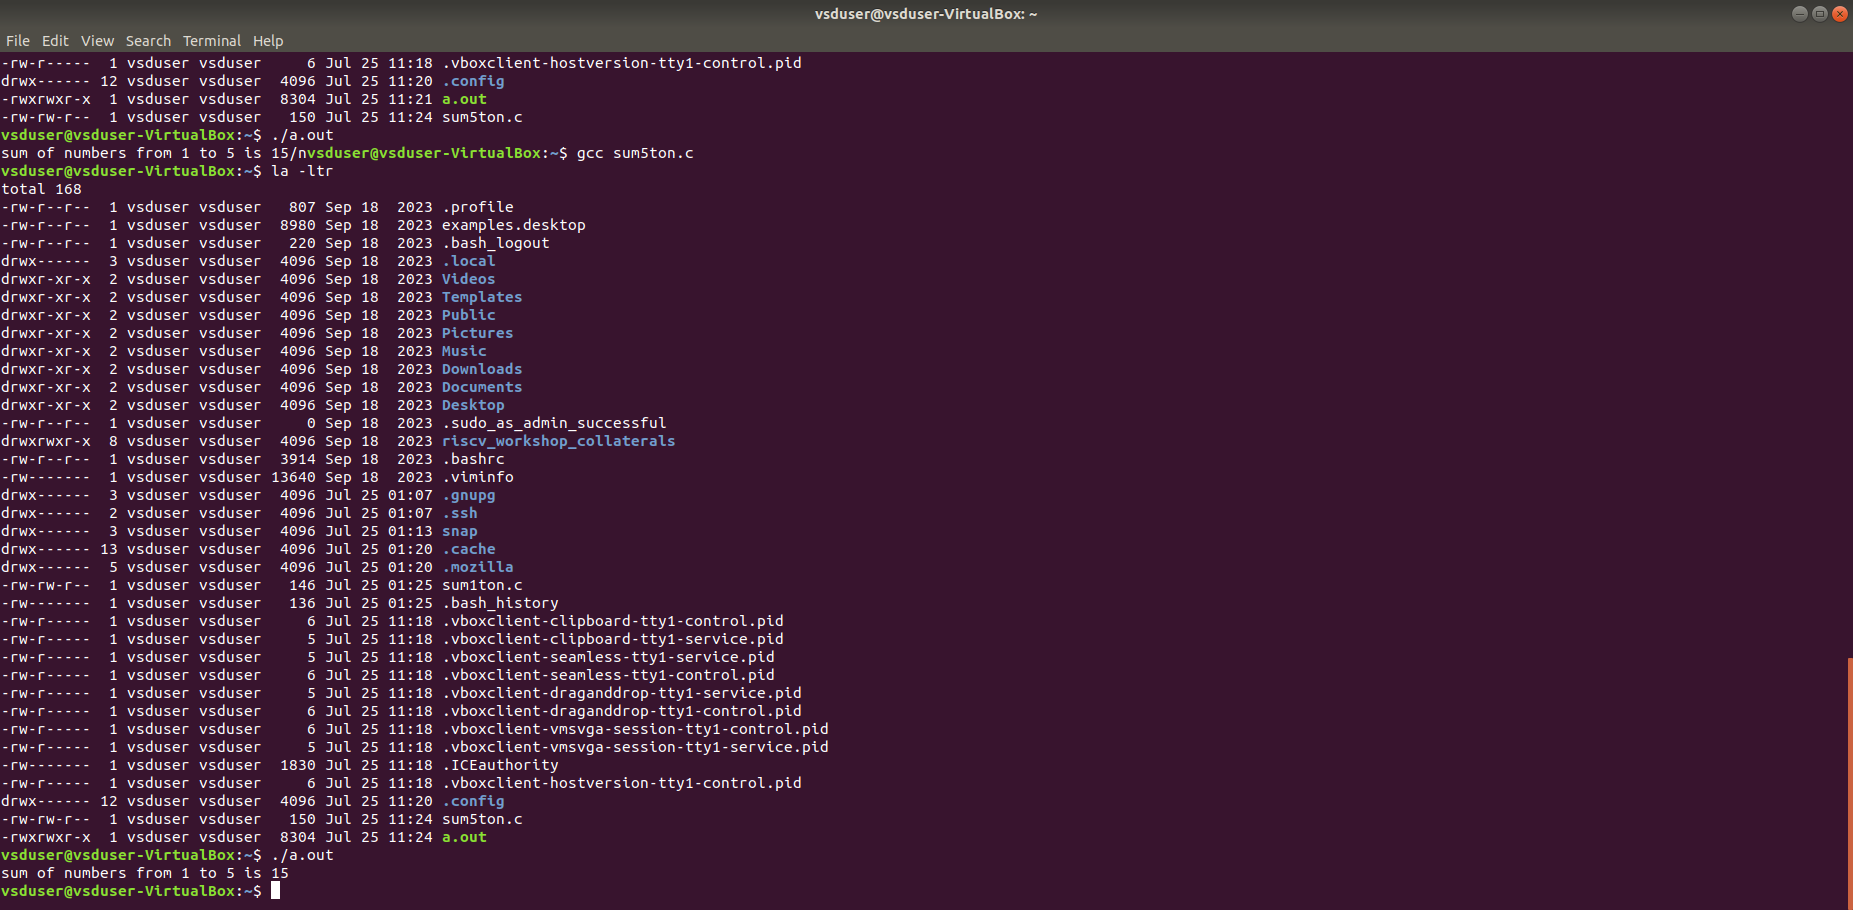 vsduser@vsduser-VirtualBox: ~
File Edit View Search Terminal Help
-rw-r-----  1 vsduser vsduser     6 Jul 25 11:18 .vboxclient-hostversion-tty1-control.pid
drwx------ 12 vsduser vsduser  4096 Jul 25 11:20 .config
-rwxrwxr-x  1 vsduser vsduser  8304 Jul 25 11:21 a.out
-rw-rw-r--  1 vsduser vsduser   150 Jul 25 11:24 sum5ton.c
vsduser@vsduser-VirtualBox:~$ ./a.out
sum of numbers from 1 to 5 is 15/nvsduser@vsduser-VirtualBox:~$ gcc sum5ton.c
vsduser@vsduser-VirtualBox:~$ la -ltr
total 168
-rw-r--r--  1 vsduser vsduser   807 Sep 18  2023 .profile
-rw-r--r--  1 vsduser vsduser  8980 Sep 18  2023 examples.desktop
-rw-r--r--  1 vsduser vsduser   220 Sep 18  2023 .bash_logout
drwx------  3 vsduser vsduser  4096 Sep 18  2023 .local
drwxr-xr-x  2 vsduser vsduser  4096 Sep 18  2023 Videos
drwxr-xr-x  2 vsduser vsduser  4096 Sep 18  2023 Templates
drwxr-xr-x  2 vsduser vsduser  4096 Sep 18  2023 Public
drwxr-xr-x  2 vsduser vsduser  4096 Sep 18  2023 Pictures
drwxr-xr-x  2 vsduser vsduser  4096 Sep 18  2023 Music
drwxr-xr-x  2 vsduser vsduser  4096 Sep 18  2023 Downloads
drwxr-xr-x  2 vsduser vsduser  4096 Sep 18  2023 Documents
drwxr-xr-x  2 vsduser vsduser  4096 Sep 18  2023 Desktop
-rw-r--r--  1 vsduser vsduser     0 Sep 18  2023 .sudo_as_admin_successful
drwxrwxr-x  8 vsduser vsduser  4096 Sep 18  2023 riscv_workshop_collaterals
-rw-r--r--  1 vsduser vsduser  3914 Sep 18  2023 .bashrc
-rw-------  1 vsduser vsduser 13640 Sep 18  2023 .viminfo
drwx------  3 vsduser vsduser  4096 Jul 25 01:07 .gnupg
drwx------  2 vsduser vsduser  4096 Jul 25 01:07 .ssh
drwx------  3 vsduser vsduser  4096 Jul 25 01:13 snap
drwx------ 13 vsduser vsduser  4096 Jul 25 01:20 .cache
drwx------  5 vsduser vsduser  4096 Jul 25 01:20 .mozilla
-rw-rw-r--  1 vsduser vsduser   146 Jul 25 01:25 sum1ton.c
-rw-------  1 vsduser vsduser   136 Jul 25 01:25 .bash_history
-rw-r-----  1 vsduser vsduser     6 Jul 25 11:18 .vboxclient-clipboard-tty1-control.pid
-rw-r-----  1 vsduser vsduser     5 Jul 25 11:18 .vboxclient-clipboard-tty1-service.pid
-rw-r-----  1 vsduser vsduser     5 Jul 25 11:18 .vboxclient-seamless-tty1-service.pid
-rw-r-----  1 vsduser vsduser     6 Jul 25 11:18 .vboxclient-seamless-tty1-control.pid
-rw-r-----  1 vsduser vsduser     5 Jul 25 11:18 .vboxclient-draganddrop-tty1-service.pid
-rw-r-----  1 vsduser vsduser     6 Jul 25 11:18 .vboxclient-draganddrop-tty1-control.pid
-rw-r-----  1 vsduser vsduser     6 Jul 25 11:18 .vboxclient-vmsvga-session-tty1-control.pid
-rw-r-----  1 vsduser vsduser     5 Jul 25 11:18 .vboxclient-vmsvga-session-tty1-service.pid
-rw-------  1 vsduser vsduser  1830 Jul 25 11:18 .ICEauthority
-rw-r-----  1 vsduser vsduser     6 Jul 25 11:18 .vboxclient-hostversion-tty1-control.pid
drwx------ 12 vsduser vsduser  4096 Jul 25 11:20 .config
-rw-rw-r--  1 vsduser vsduser   150 Jul 25 11:24 sum5ton.c
-rwxrwxr-x  1 vsduser vsduser  8304 Jul 25 11:24 a.out
vsduser@vsduser-VirtualBox:~$ ./a.out
sum of numbers from 1 to 5 is 15
vsduser@vsduser-VirtualBox:~$